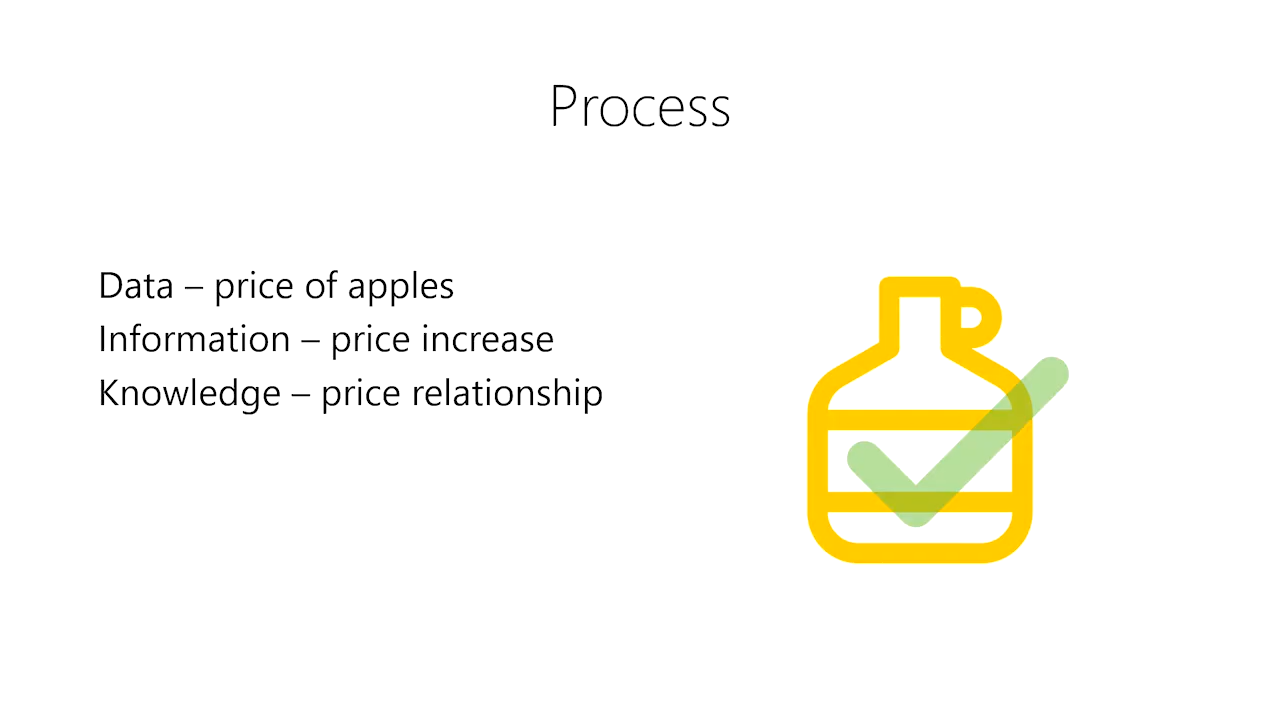 Process
Data – price of apples
Information – price increase
Knowledge – price relationship